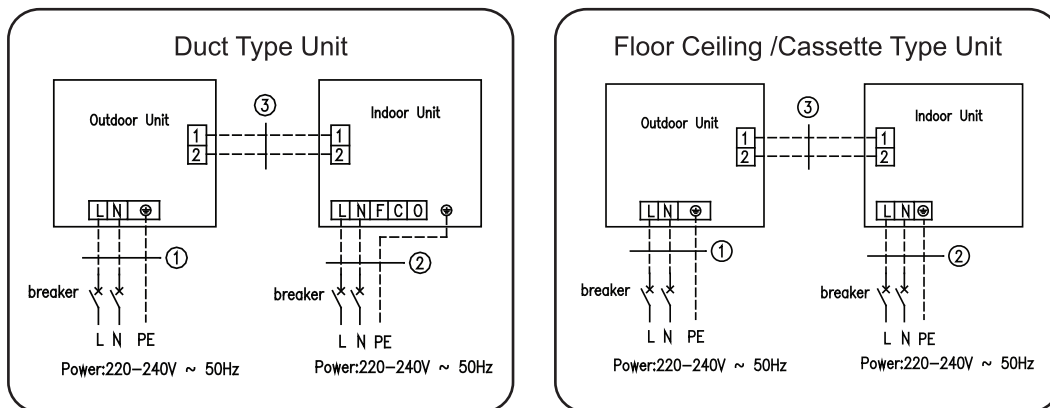 Duct Type Unit
Outdoor Unit
1
2
3
Indoor Unit
1
2
L N
L N F C O
1
2
breaker
breaker
L N PE
L N PE
Power:220-240V ~ 50Hz
Power:220-240V ~ 50Hz
Floor Ceiling /Cassette Type Unit
Outdoor Unit
1
2
3
Indoor Unit
1
2
L N
L N
1
2
breaker
breaker
L N PE
L N PE
Power:220-240V ~ 50Hz
Power:220-240V ~ 50Hz